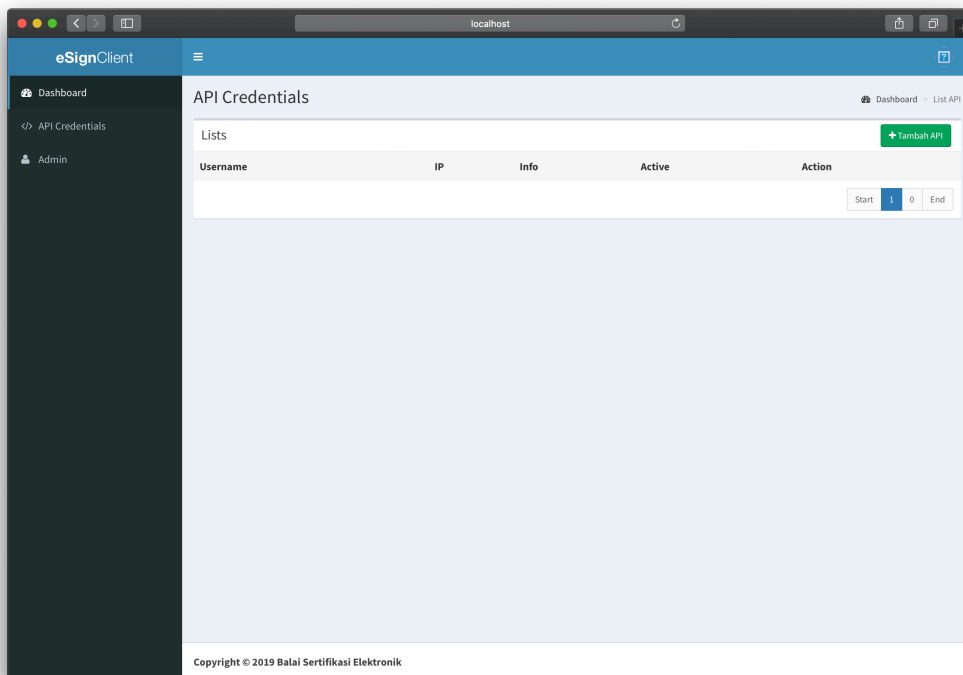 localhost
eSignClient
Dashboard
API Credentials
Admin
API Credentials
Dashboard > List API
Lists
Tambah API
Username IP Info Active Action
Start 1 0 End
Copyright © 2019 Balai Sertifikasi Elektronik